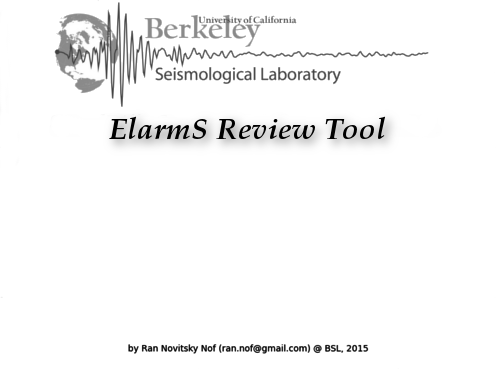 University of California
Berkeley
Seismological Laboratory
ElarmS Review Tool
by Ran Novitsky Nof (ran.nof@gmail.com) @ BSL, 2015